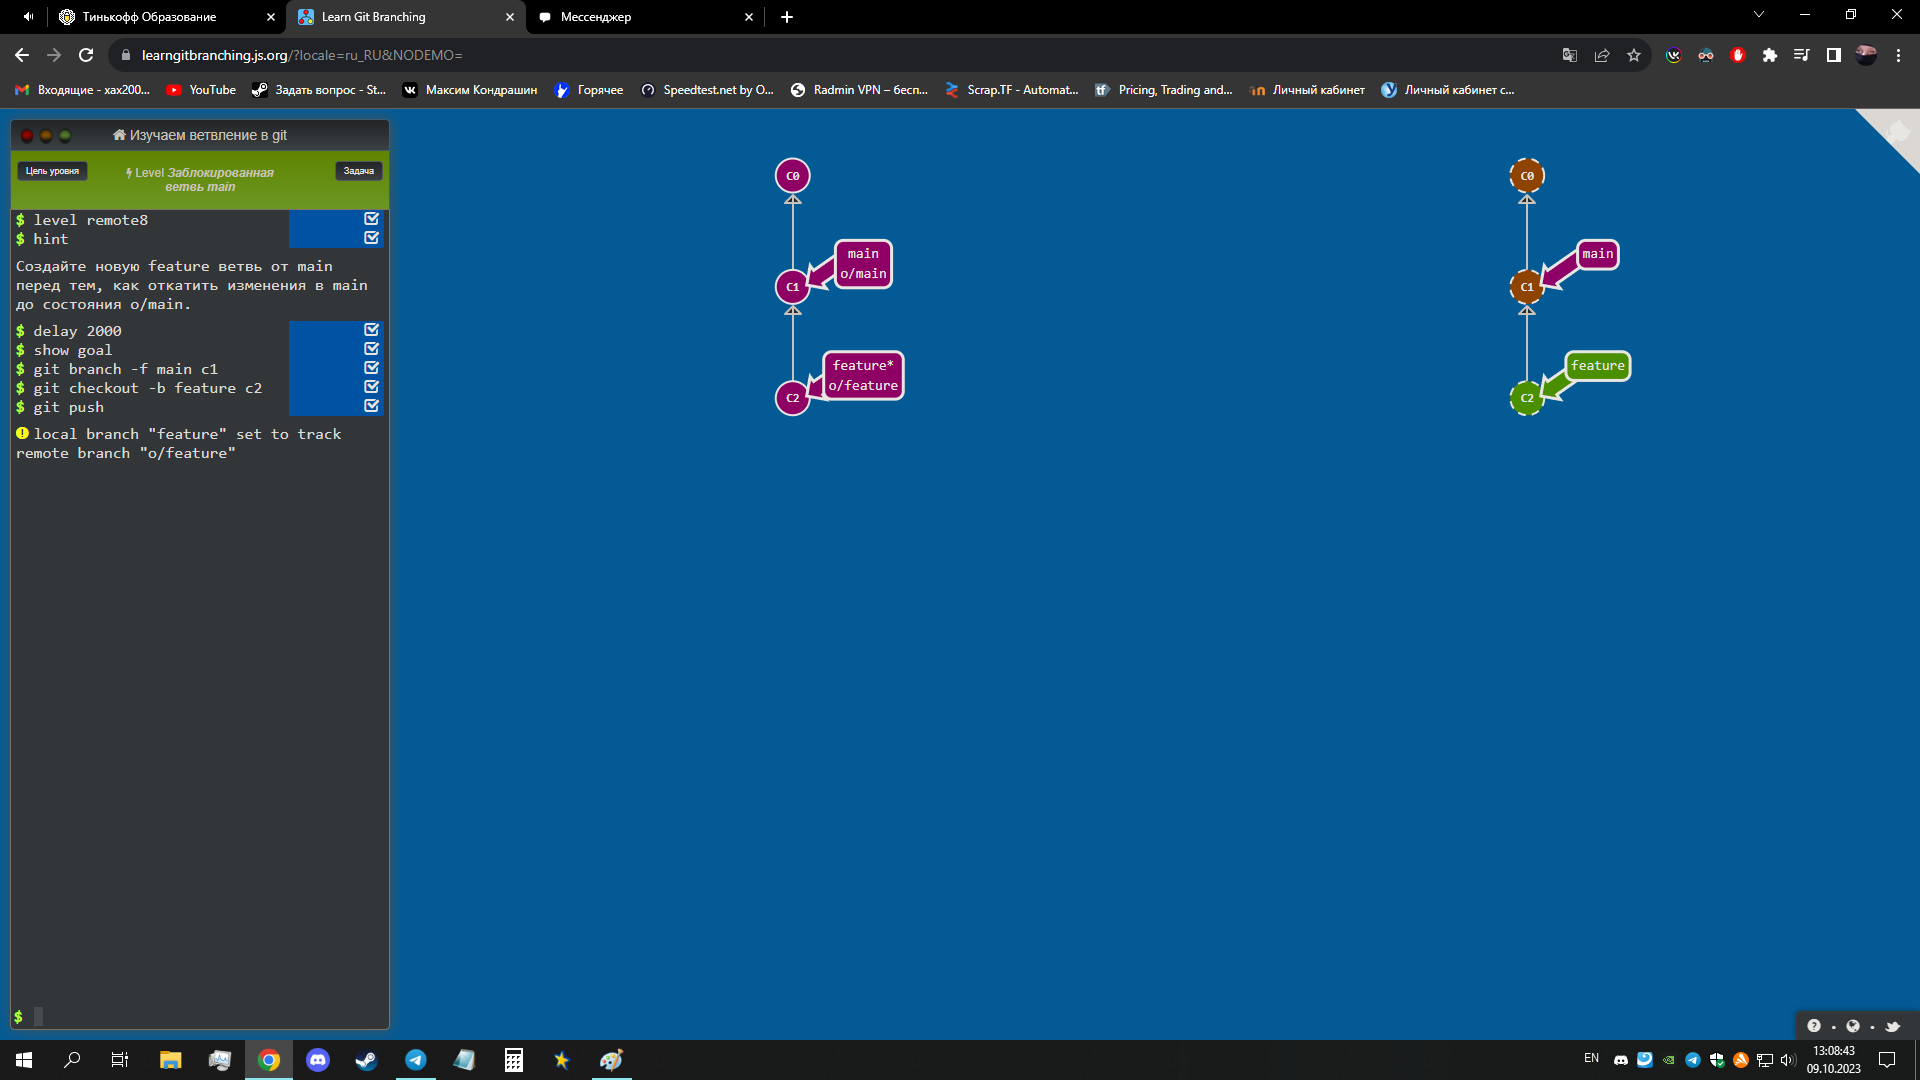 Тинькофф Образование
Learn Git Branching
Мессенджер
learngitbranching.js.org/?locale=ru_RU&NODEMO=
Входящие - xax200...
YouTube
Задать вопрос - St...
Максим Кондрашин
Горячее
Speedtest.net by O...
Radmin VPN – бесп...
Scrap.TF - Automat...
Pricing, Trading and...
Личный кабинет
Личный кабинет с...
Изучаем ветвление в git
Цель уровня
Level Заблокированная
ветвь main
Задача
$ level remote8
$ hint
Создайте новую feature ветвь от main
перед тем, как откатить изменения в main
до состояния o/main.
$ delay 2000
$ show goal
$ git branch -f main c1
$ git checkout -b feature c2
$ git push
local branch "feature" set to track
remote branch "o/feature"
$
C0
main
o/main
C1
feature*
o/feature
C2
C0
main
C1
feature
C2
EN
13:08:43
09.10.2023